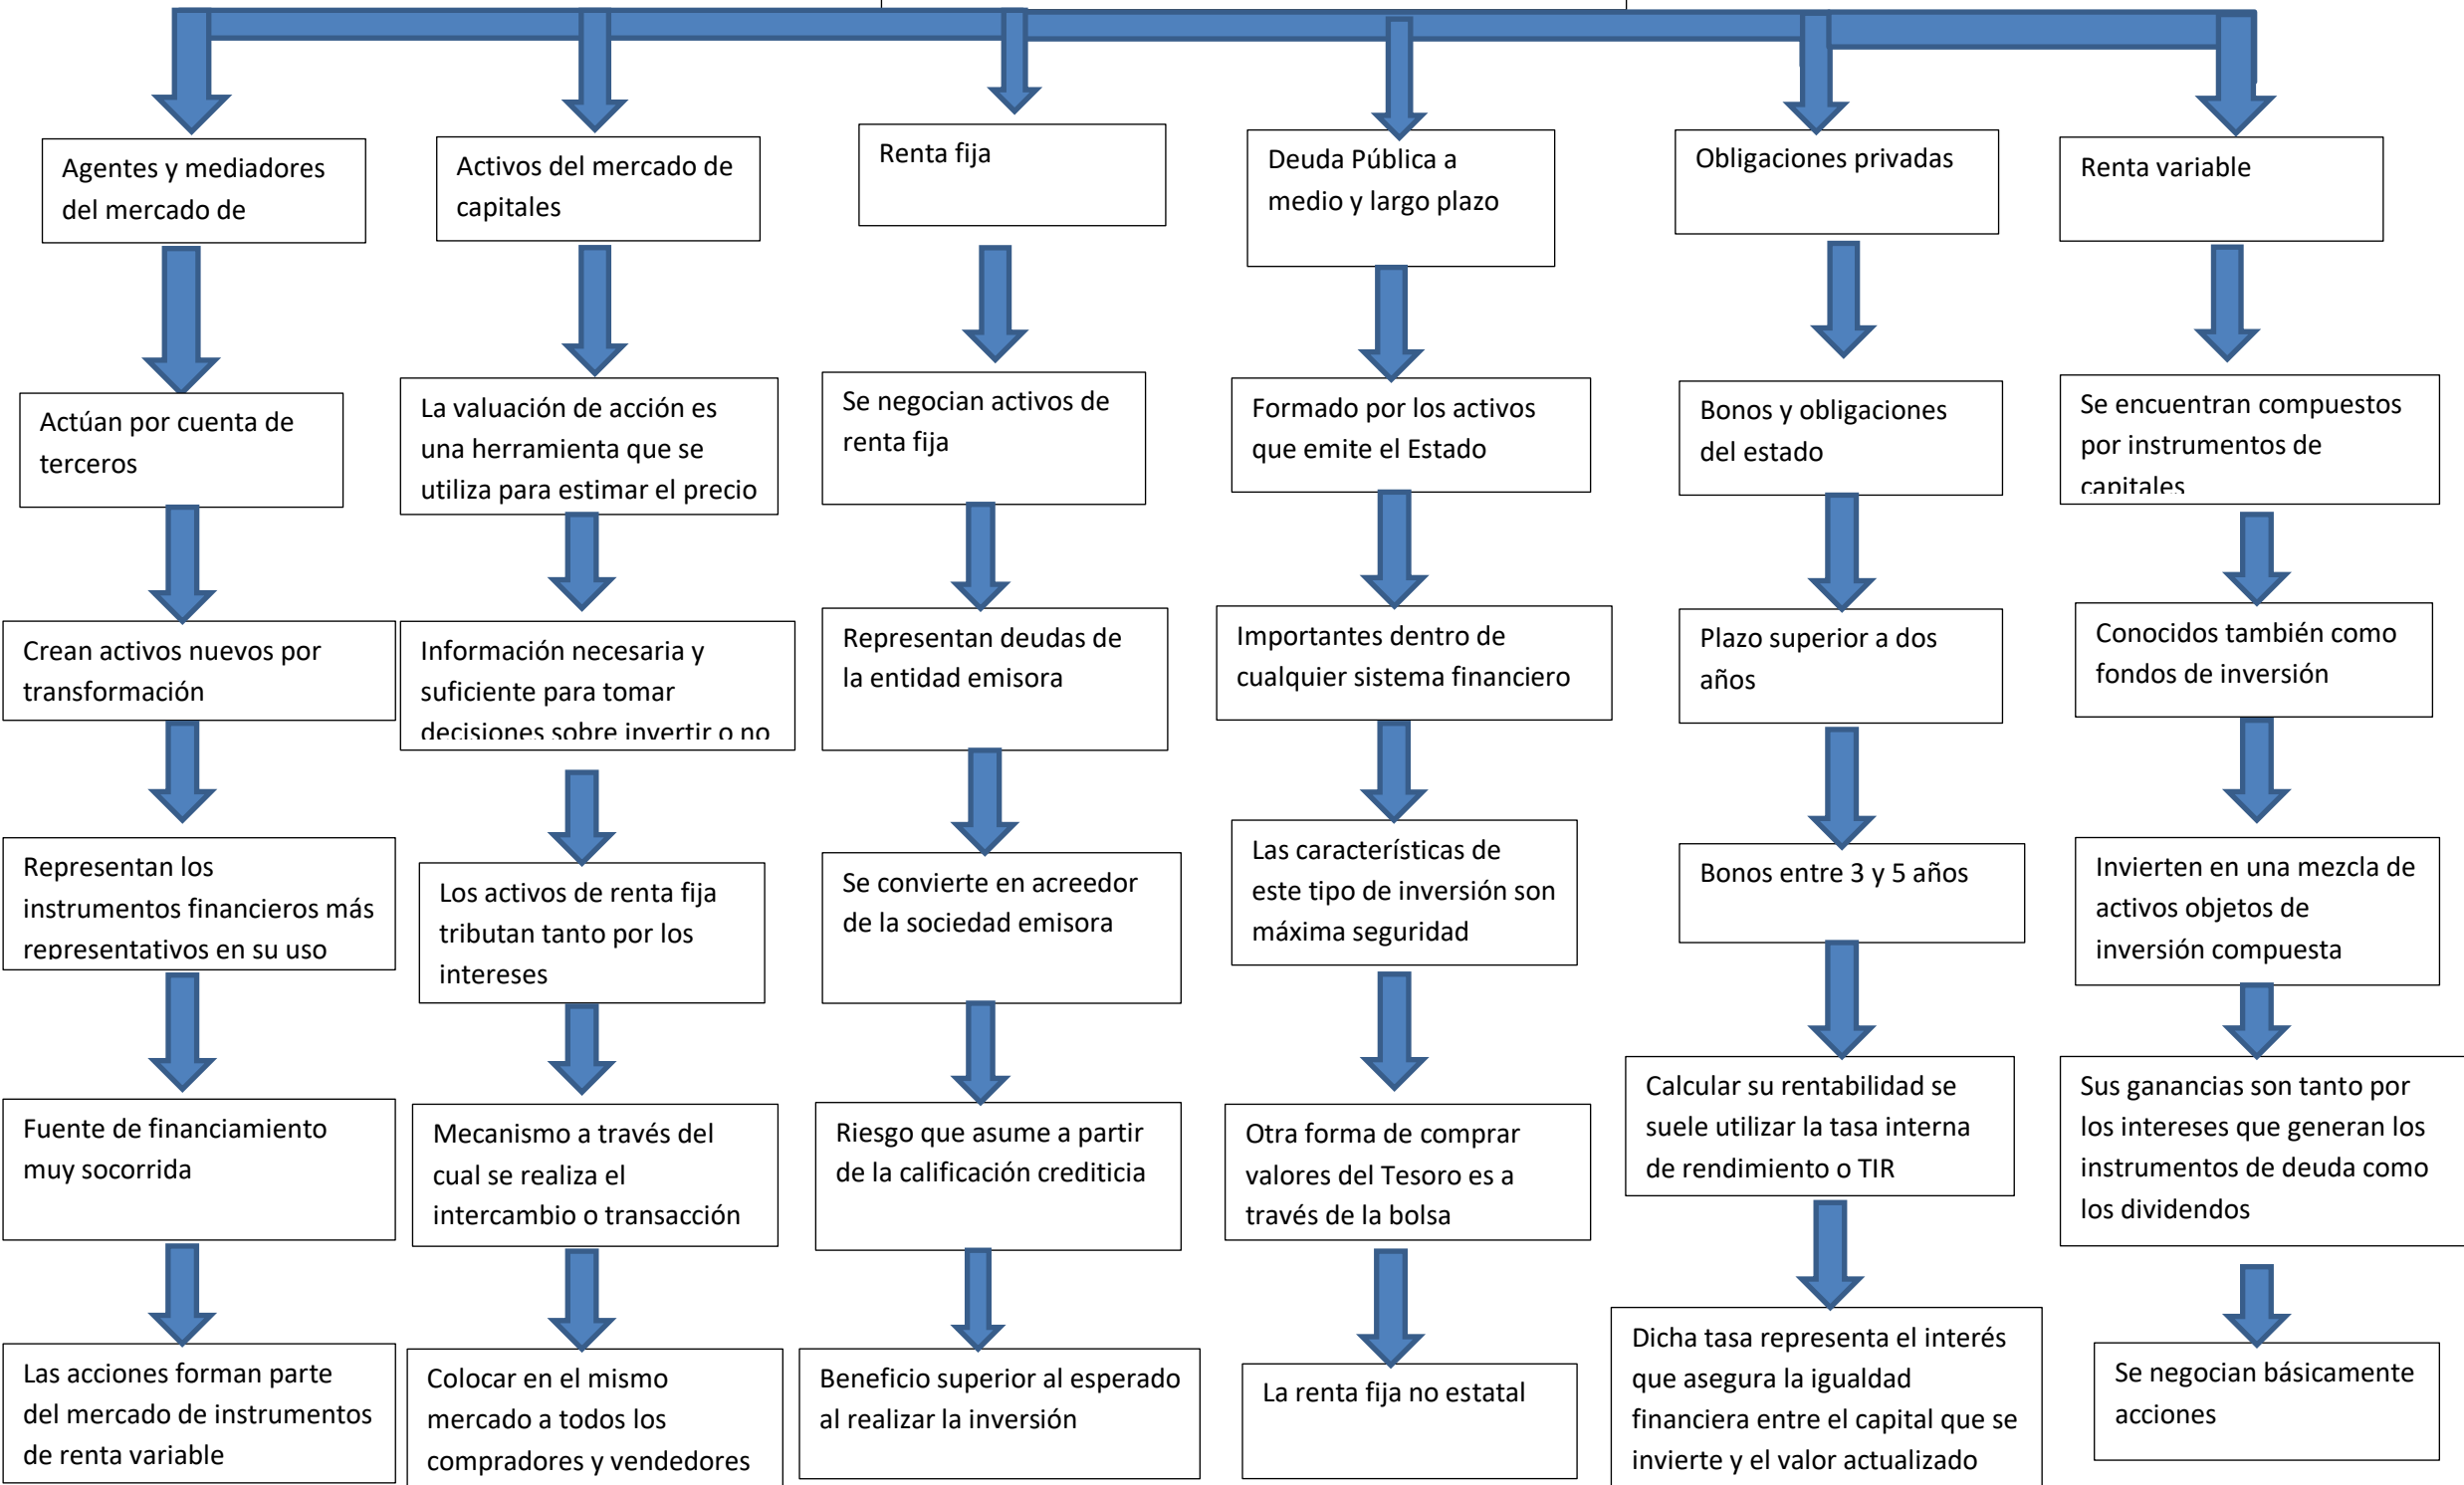 Agentes y mediadores
del mercado de
Activos del mercado de
capitales
Renta fija
Deuda Pública a
medio y largo plazo
Obligaciones privadas
Renta variable
Actúan por cuenta de
terceros
La valuación de acción es
una herramienta que se
utiliza para estimar el precio
Se negocian activos de
renta fija
Formado por los activos
que emite el Estado
Bonos y obligaciones
del estado
Se encuentran compuestos
por instrumentos de
capitales
Crean activos nuevos por
transformación
Información necesaria y
suficiente para tomar
decisiones sobre invertir o no
Representan deudas de
la entidad emisora
Importantes dentro de
cualquier sistema financiero
Plazo superior a dos
años
Conocidos también como
fondos de inversión
Representan los
instrumentos financieros más
representativos en su uso
Los activos de renta fija
tributan tanto por los
intereses
Se convierte en acreedor
de la sociedad emisora
Las características de
este tipo de inversión son
máxima seguridad
Bonos entre 3 y 5 años
Invierten en una mezcla de
activos objetos de
inversión compuesta
Fuente de financiamiento
muy socorrida
Mecanismo a través del
cual se realiza el
intercambio o transacción
Riesgo que asume a partir
de la calificación crediticia
Otra forma de comprar
valores del Tesoro es a
través de la bolsa
Calcular su rentabilidad se
suele utilizar la tasa interna
de rendimiento o TIR
Sus ganancias son tanto por
los intereses que generan los
instrumentos de deuda como
los dividendos
Las acciones forman parte
del mercado de instrumentos
de renta variable
Colocar en el mismo
mercado a todos los
compradores y vendedores
Beneficio superior al esperado
al realizar la inversión
La renta fija no estatal
Dicha tasa representa el interés
que asegura la igualdad
financiera entre el capital que se
invierte y el valor actualizado
Se negocian básicamente
acciones